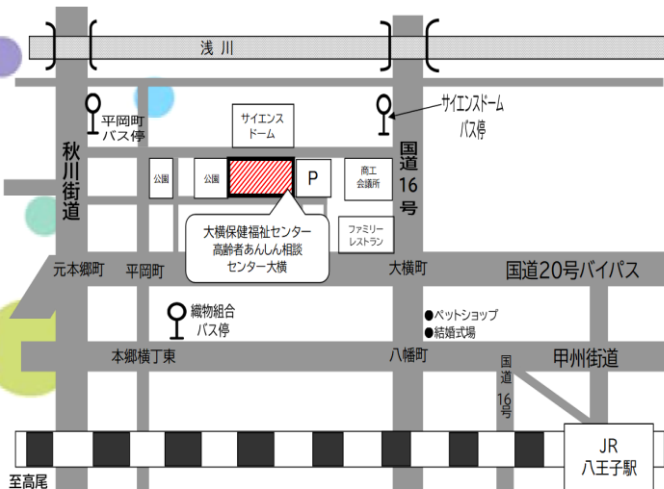 浅川
平岡町
バス停
サイエンス
ドーム
サイエンスドーム
バス停
秋川街道
国道16号
公園
公園
P
商工
会議所
大横保健福祉センター
高齢者あんしん相談
センター大横
ファミリー
レストラン
元本郷町
平岡町
大横町
国道20号バイパス
織物組合
バス停
●ペットショップ
●結婚式場
本郷横丁東
八幡町
国道16号
甲州街道
JR
八王子駅
至高尾